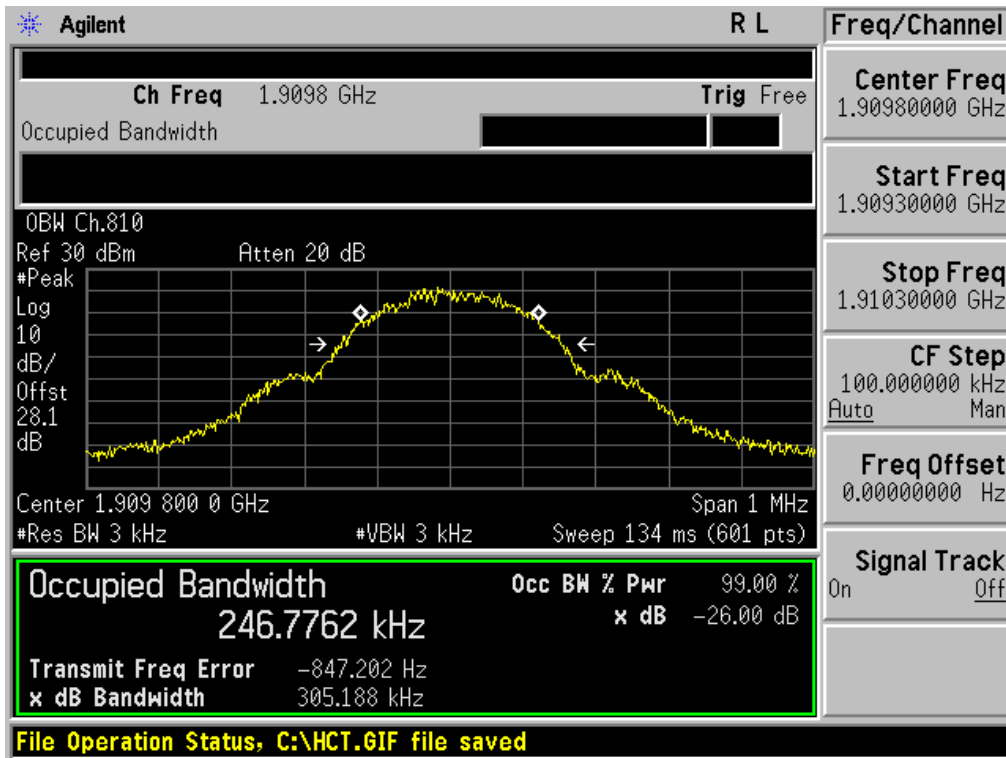 Agilent R L
Ch Freq 1.9098 GHz Trig Free
Occupied Bandwidth
OBW Ch.810
Ref 30 dBm Atten 20 dB
#Peak
Log
10
dB/
Offst
28.1
dB
Center 1.909 800 0 GHz Span 1 MHz
#Res BW 3 kHz #VBW 3 kHz Sweep 134 ms (601 pts)
Occupied Bandwidth Occ BW % Pwr 99.00 %
246.7762 kHz x dB -26.00 dB
Transmit Freq Error -847.202 Hz
x dB Bandwidth 305.188 kHz
File Operation Status, C:\HCT.GIF file saved
Freq/Channel
Center Freq
1.90980000 GHz
Start Freq
1.90930000 GHz
Stop Freq
1.91030000 GHz
CF Step
100.000000 kHz
Auto Man
Freq Offset
0.00000000 Hz
Signal Track
On Off